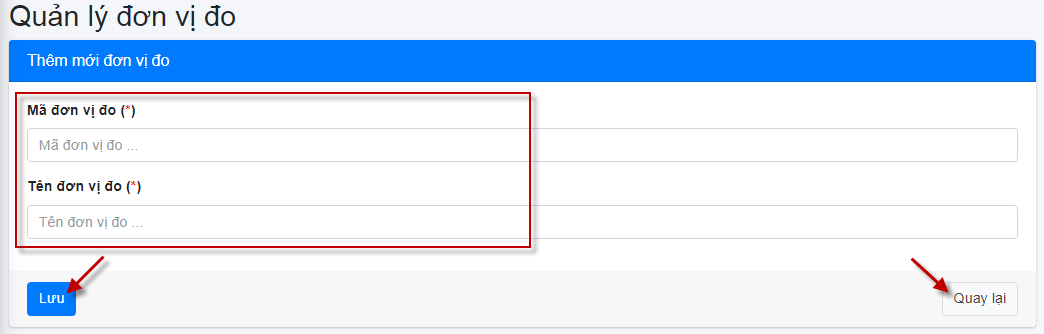 Quản lý đơn vị đo
Thêm mới đơn vị đo
Mã đơn vị đo (*)
Mã đơn vị đo ...
Tên đơn vị đo (*)
Tên đơn vị đo ...
Lưu
Quay lại